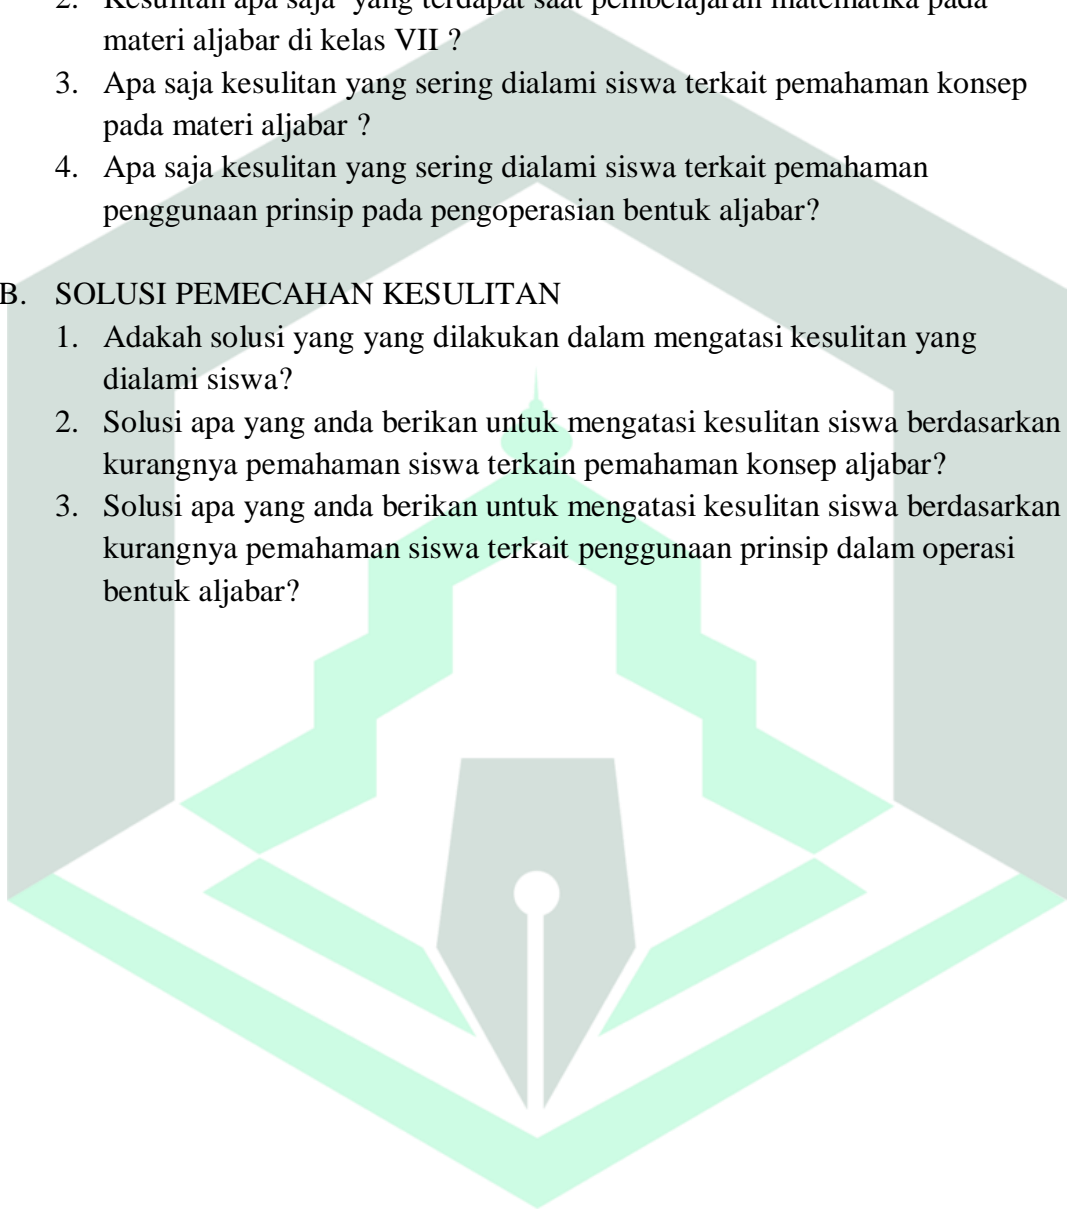 2. Kesulitan apa saja yang terdapat saat pembelajaran matematika pada
materi aljabar di kelas VII ?
3. Apa saja kesulitan yang sering dialami siswa terkait pemahaman konsep
pada materi aljabar ?
4. Apa saja kesulitan yang sering dialami siswa terkait pemahaman
penggunaan prinsip pada pengoperasian bentuk aljabar?
B. SOLUSI PEMECAHAN KESULITAN
1. Adakah solusi yang yang dilakukan dalam mengatasi kesulitan yang
dialami siswa?
2. Solusi apa yang anda berikan untuk mengatasi kesulitan siswa berdasarkan
kurangnya pemahaman siswa terkain pemahaman konsep aljabar?
3. Solusi apa yang anda berikan untuk mengatasi kesulitan siswa berdasarkan
kurangnya pemahaman siswa terkait penggunaan prinsip dalam operasi
bentuk aljabar?